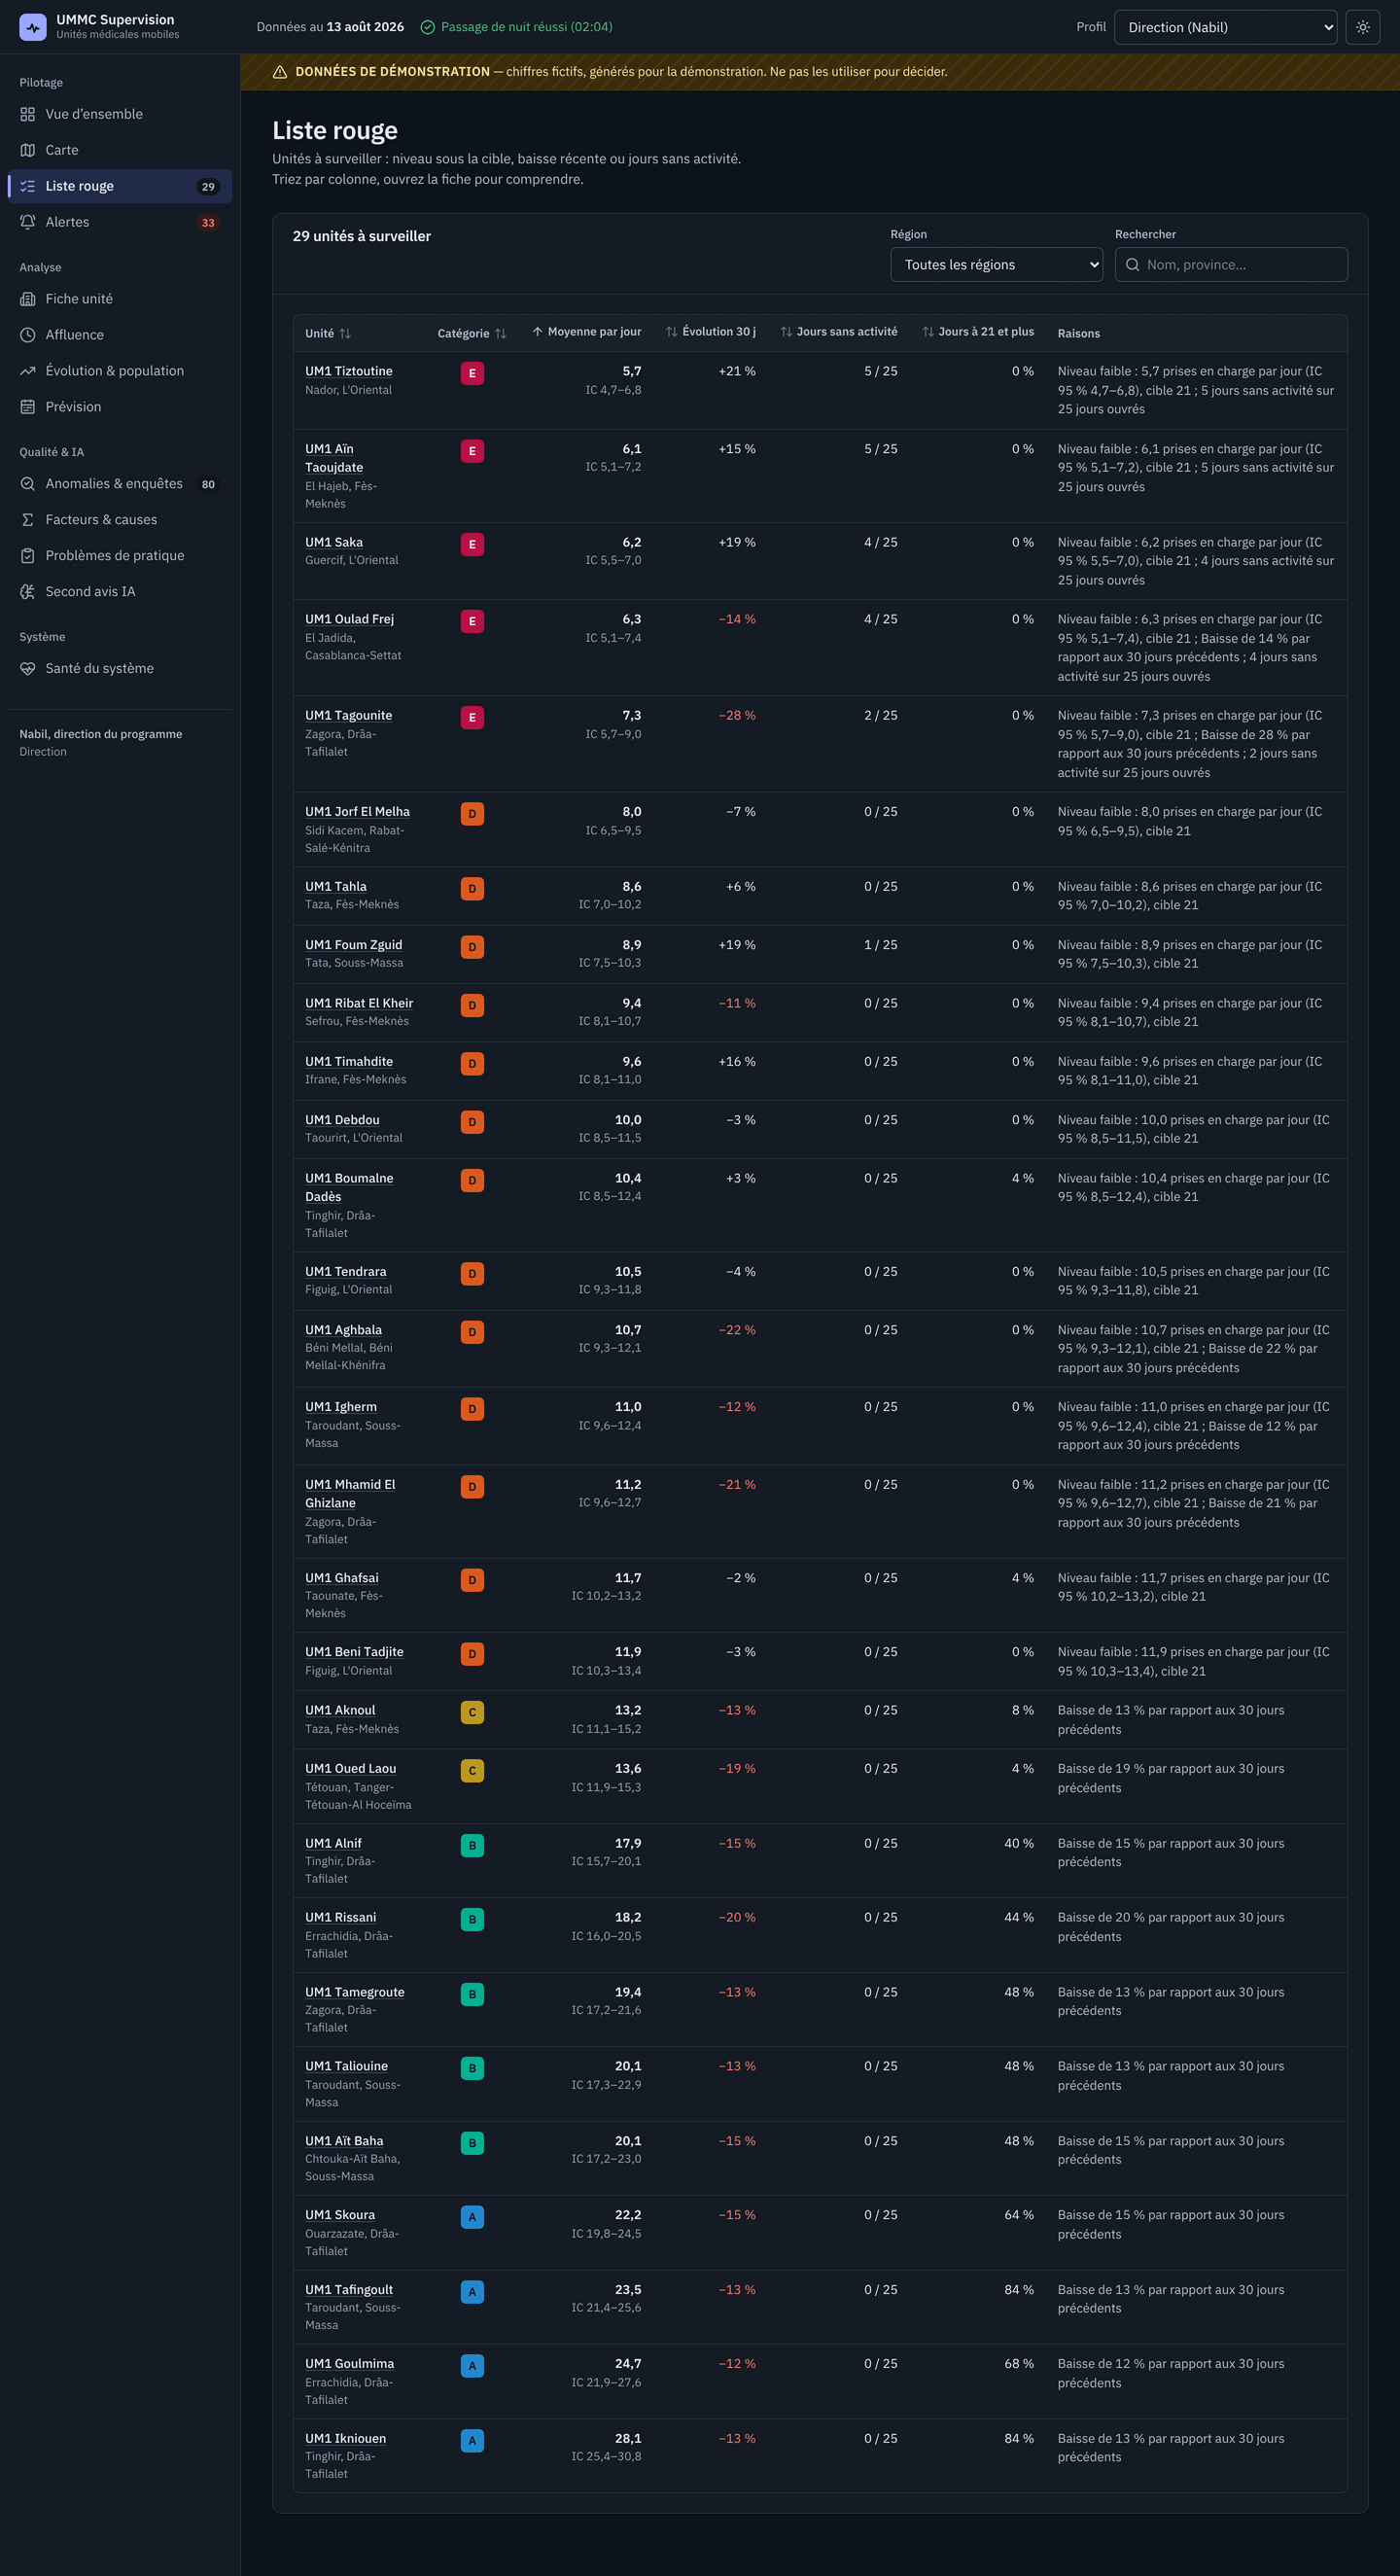 UMMC Supervision
Unités médicales mobiles
Données au 13 août 2026
Passage de nuit réussi (02:04)
Profil
Direction (Nabil)
Pilotage
Vue d’ensemble
Carte
Liste rouge 29
Alertes 33
Analyse
Fiche unité
Affluence
Évolution & population
Prévision
Qualité & IA
Anomalies & enquêtes 80
Facteurs & causes
Problèmes de pratique
Second avis IA
Système
Santé du système
Nabil, direction du programme
Direction
DONNÉES DE DÉMONSTRATION — chiffres fictifs, générés pour la démonstration. Ne pas les utiliser pour décider.
Liste rouge
Unités à surveiller : niveau sous la cible, baisse récente ou jours sans activité.
Triez par colonne, ouvrez la fiche pour comprendre.
29 unités à surveiller
Région
Toutes les régions
Rechercher
Nom, province…
Unité Catégorie Moyenne par jour Évolution 30 j Jours sans activité Jours à 21 et plus Raisons
UM1 Tiztoutine E 5,7 +21 % 5 / 25 0 % Niveau faible : 5,7 prises en charge par jour (IC
Nador, L'Oriental IC 4,7–6,8 95 % 4,7–6,8), cible 21 ; 5 jours sans activité sur
25 jours ouvrés
UM1 Aïn E 6,1 +15 % 5 / 25 0 % Niveau faible : 6,1 prises en charge par jour (IC
Taoujdate IC 5,1–7,2 95 % 5,1–7,2), cible 21 ; 5 jours sans activité sur
El Hajeb, Fès- 25 jours ouvrés
Meknès
UM1 Saka E 6,2 +19 % 4 / 25 0 % Niveau faible : 6,2 prises en charge par jour (IC
Guercif, L'Oriental IC 5,5–7,0 95 % 5,5–7,0), cible 21 ; 4 jours sans activité sur
25 jours ouvrés
UM1 Oulad Frej E 6,3 −14 % 4 / 25 0 % Niveau faible : 6,3 prises en charge par jour (IC
El Jadida, IC 5,1–7,4 95 % 5,1–7,4), cible 21 ; Baisse de 14 % par
Casablanca-Settat rapport aux 30 jours précédents ; 4 jours sans
activité sur 25 jours ouvrés
UM1 Tagounite E 7,3 −28 % 2 / 25 0 % Niveau faible : 7,3 prises en charge par jour (IC
Zagora, Drâa- IC 5,7–9,0 95 % 5,7–9,0), cible 21 ; Baisse de 28 % par
Tafilalet rapport aux 30 jours précédents ; 2 jours sans
activité sur 25 jours ouvrés
UM1 Jorf El Melha D 8,0 −7 % 0 / 25 0 % Niveau faible : 8,0 prises en charge par jour (IC
Sidi Kacem, Rabat- IC 6,5–9,5 95 % 6,5–9,5), cible 21
Salé-Kénitra
UM1 Tahla D 8,6 +6 % 0 / 25 0 % Niveau faible : 8,6 prises en charge par jour (IC
Taza, Fès-Meknès IC 7,0–10,2 95 % 7,0–10,2), cible 21
UM1 Foum Zguid D 8,9 +19 % 1 / 25 0 % Niveau faible : 8,9 prises en charge par jour (IC
Tata, Souss-Massa IC 7,5–10,3 95 % 7,5–10,3), cible 21
UM1 Ribat El Kheir D 9,4 −11 % 0 / 25 0 % Niveau faible : 9,4 prises en charge par jour (IC
Sefrou, Fès-Meknès IC 8,1–10,7 95 % 8,1–10,7), cible 21
UM1 Timahdite D 9,6 +16 % 0 / 25 0 % Niveau faible : 9,6 prises en charge par jour (IC
Ifrane, Fès-Meknès IC 8,1–11,0 95 % 8,1–11,0), cible 21
UM1 Debdou D 10,0 −3 % 0 / 25 0 % Niveau faible : 10,0 prises en charge par jour (IC
Taourirt, L'Oriental IC 8,5–11,5 95 % 8,5–11,5), cible 21
UM1 Boumalne D 10,4 +3 % 0 / 25 4 % Niveau faible : 10,4 prises en charge par jour (IC
Dadès IC 8,5–12,4 95 % 8,5–12,4), cible 21
Tinghir, Drâa-
Tafilalet
UM1 Tendrara D 10,5 −4 % 0 / 25 0 % Niveau faible : 10,5 prises en charge par jour (IC
Figuig, L'Oriental IC 9,3–11,8 95 % 9,3–11,8), cible 21
UM1 Aghbala D 10,7 −22 % 0 / 25 0 % Niveau faible : 10,7 prises en charge par jour (IC
Béni Mellal, Béni IC 9,3–12,1 95 % 9,3–12,1), cible 21 ; Baisse de 22 % par
Mellal-Khénifra rapport aux 30 jours précédents
UM1 Igherm D 11,0 −12 % 0 / 25 0 % Niveau faible : 11,0 prises en charge par jour (IC
Taroudant, Souss- IC 9,6–12,4 95 % 9,6–12,4), cible 21 ; Baisse de 12 % par
Massa rapport aux 30 jours précédents
UM1 Mhamid El D 11,2 −21 % 0 / 25 0 % Niveau faible : 11,2 prises en charge par jour (IC
Ghizlane IC 9,6–12,7 95 % 9,6–12,7), cible 21 ; Baisse de 21 % par
Zagora, Drâa- rapport aux 30 jours précédents
Tafilalet
UM1 Ghafsai D 11,7 −2 % 0 / 25 4 % Niveau faible : 11,7 prises en charge par jour (IC
Taounate, Fès- IC 10,2–13,2 95 % 10,2–13,2), cible 21
Meknès
UM1 Beni Tadjite D 11,9 −3 % 0 / 25 0 % Niveau faible : 11,9 prises en charge par jour (IC
Figuig, L'Oriental IC 10,3–13,4 95 % 10,3–13,4), cible 21
UM1 Aknoul C 13,2 −13 % 0 / 25 8 % Baisse de 13 % par rapport aux 30 jours
Taza, Fès-Meknès IC 11,1–15,2 précédents
UM1 Oued Laou C 13,6 −19 % 0 / 25 4 % Baisse de 19 % par rapport aux 30 jours
Tétouan, Tanger- IC 11,9–15,3 précédents
Tétouan-Al Hoceïma
UM1 Alnif B 17,9 −15 % 0 / 25 40 % Baisse de 15 % par rapport aux 30 jours
Tinghir, Drâa- IC 15,7–20,1 précédents
Tafilalet
UM1 Rissani B 18,2 −20 % 0 / 25 44 % Baisse de 20 % par rapport aux 30 jours
Errachidia, Drâa- IC 16,0–20,5 précédents
Tafilalet
UM1 Tamegroute B 19,4 −13 % 0 / 25 48 % Baisse de 13 % par rapport aux 30 jours
Zagora, Drâa- IC 17,2–21,6 précédents
Tafilalet
UM1 Taliouine B 20,1 −13 % 0 / 25 48 % Baisse de 13 % par rapport aux 30 jours
Taroudant, Souss- IC 17,3–22,9 précédents
Massa
UM1 Aït Baha B 20,1 −15 % 0 / 25 48 % Baisse de 15 % par rapport aux 30 jours
Chtouka-Aït Baha, IC 17,2–23,0 précédents
Souss-Massa
UM1 Skoura A 22,2 −15 % 0 / 25 64 % Baisse de 15 % par rapport aux 30 jours
Ouarzazate, Drâa- IC 19,8–24,5 précédents
Tafilalet
UM1 Tafingoult A 23,5 −13 % 0 / 25 84 % Baisse de 13 % par rapport aux 30 jours
Taroudant, Souss- IC 21,4–25,6 précédents
Massa
UM1 Goulmima A 24,7 −12 % 0 / 25 68 % Baisse de 12 % par rapport aux 30 jours
Errachidia, Drâa- IC 21,9–27,6 précédents
Tafilalet
UM1 Ikniouen A 28,1 −13 % 0 / 25 84 % Baisse de 13 % par rapport aux 30 jours
Tinghir, Drâa- IC 25,4–30,8 précédents
Tafilalet